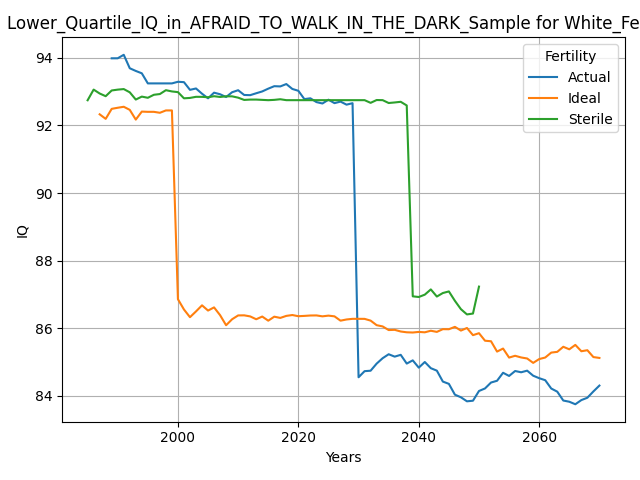 Lower_Quartile_IQ_in_AFRAID_TO_WALK_IN_THE_DARK_Sample for White_Fe
94
92
90
88
86
84
IQ
2000
2020
2040
2060
Years
Fertility
Actual
Ideal
Sterile